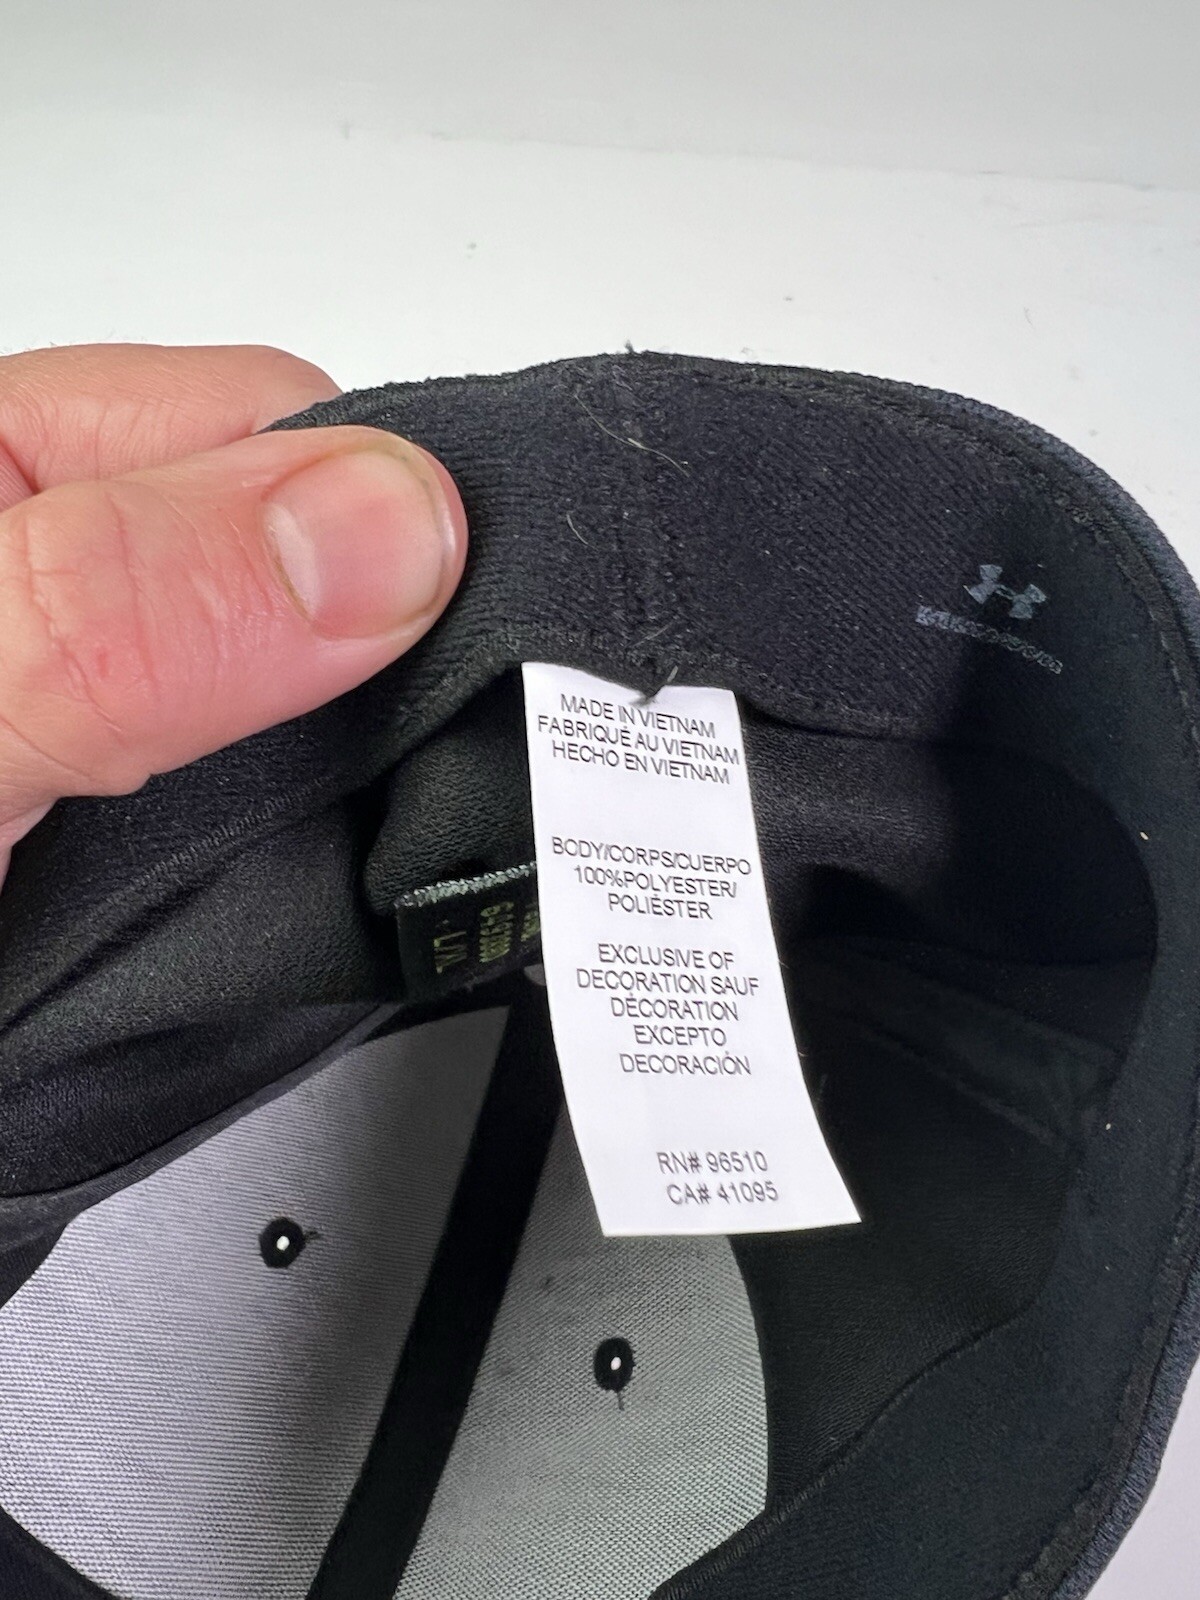 MADE IN VIETNAM
FABRIQUÉ AU VIETNAM
HECHO EN VIETNAM
BODY/CORPS/CUERPO
100%POLYESTER/
POLIÉSTER
EXCLUSIVE OF
DECORATION SAUF
DÉCORATION
EXCEPTO
DECORACIÓN
RN# 96510
CA# 41095
L/XL